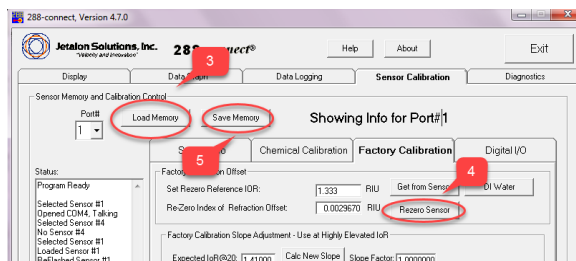 288-connect, Version 4.7.0
Jetalon Solutions, Inc.
"Velocity and Innovation"
288 connect®
Help
About
Exit
3
Display
Data Graph
Data Logging
Sensor Calibration
Diagnostics
Sensor Memory and Calibration Control
Port#
1
Load Memory
Save Memory
Showing Info for Port#1
5
Chemical Calibration
Factory Calibration
Digital I/O
4
Status:
Program Ready
Selected Sensor #1
Opened COM4, Talking
Selected Sensor #4
No Sensor #4
Selected Sensor #1
Loaded Sensor #1
ReFlashed Sensor #1
Set Rezero Reference IOR:
1.333
RIU
Get from Sensor
DI Water
Re-Zero Index of Refraction Offset:
0.0029670
RIU
Rezero Sensor
Factory Calibration Slope Adjustment - Use at Highly Elevated IoR
Expected IoR@20:
1.41000
Calc New Slope
Slope Factor:
1.0000000